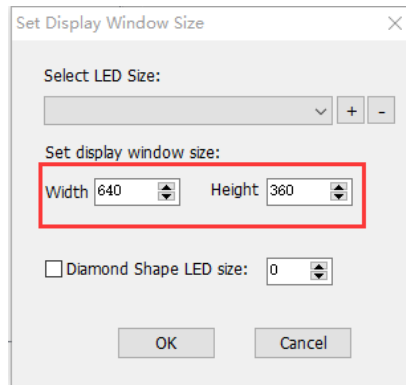 Set Display Window Size
Select LED Size:
+ -
Set display window size:
Width 640 Height 360
Diamond Shape LED size: 0
OK Cancel